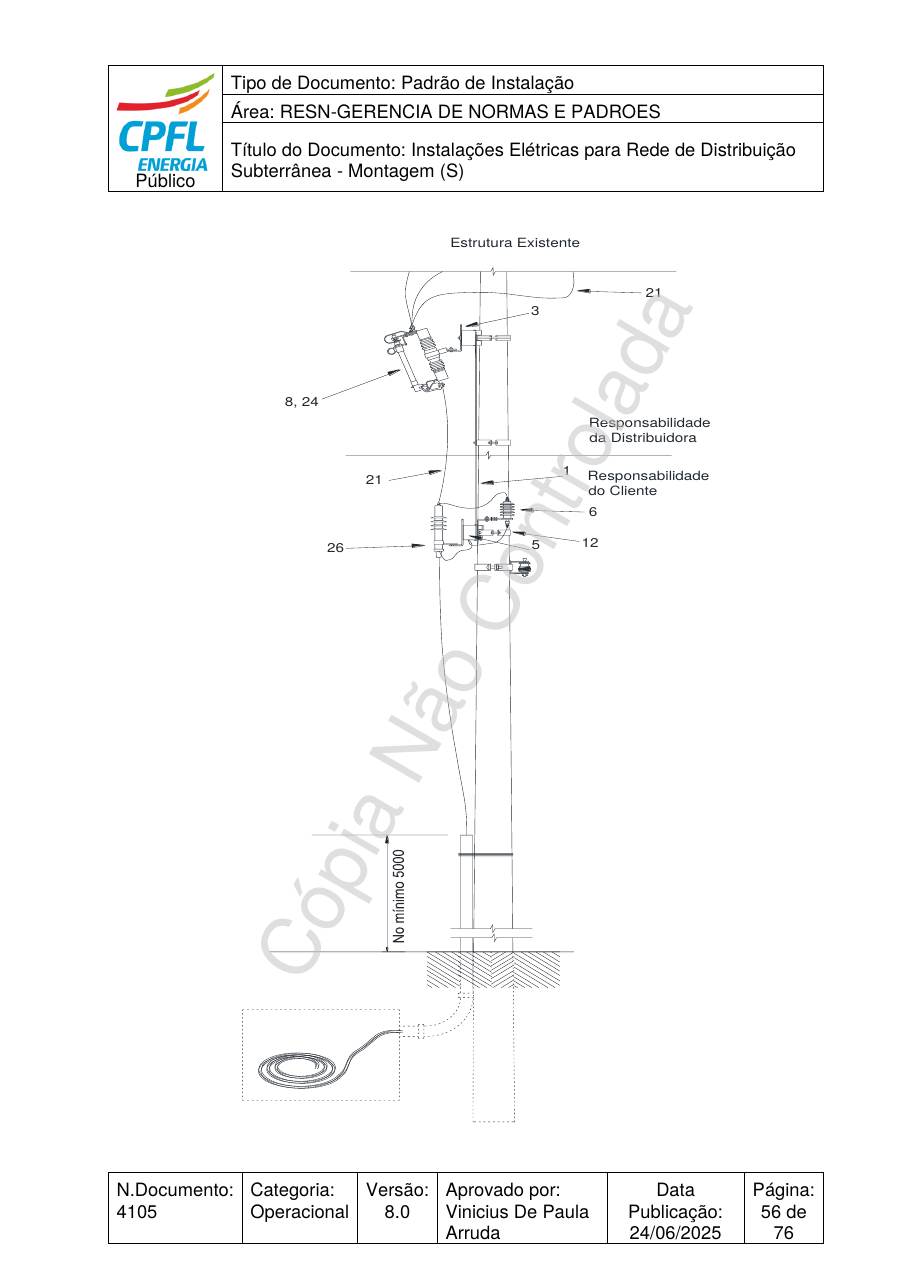 CPFL
ENERGIA
Público
Tipo de Documento: Padrão de Instalação
Área: RESN-GERENCIA DE NORMAS E PADROES
Título do Documento: Instalações Elétricas para Rede de Distribuição
Subterrânea - Montagem (S)
Estrutura Existente
21
3
8, 24
Responsabilidade
da Distribuidora
21
1
Responsabilidade
do Cliente
6
26
5
12
No mínimo 5000
Cópia Não Controlada
N.Documento:
4105
Categoria:
Operacional
Versão:
8.0
Aprovado por:
Vinicius De Paula
Arruda
Data
Publicação:
24/06/2025
Página:
56 de
76